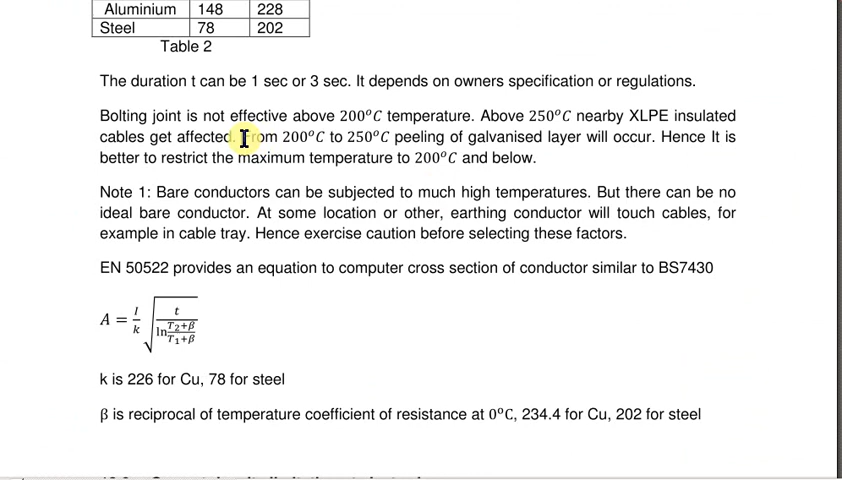 Aluminium 148 228
Steel 78 202
Table 2
The duration t can be 1 sec or 3 sec. It depends on owners specification or regulations.
Bolting joint is not effective above 200°C temperature. Above 250°C nearby XLPE insulated
cables get affected. From 200°C to 250°C peeling of galvanised layer will occur. Hence It is
better to restrict the maximum temperature to 200°C and below.
Note 1: Bare conductors can be subjected to much high temperatures. But there can be no
ideal bare conductor. At some location or other, earthing conductor will touch cables, for
example in cable tray. Hence exercise caution before selecting these factors.
EN 50522 provides an equation to computer cross section of conductor similar to BS7430
A = I/k √(t / ln((T₂+β)/(T₁+β)))
k is 226 for Cu, 78 for steel
β is reciprocal of temperature coefficient of resistance at 0°C, 234.4 for Cu, 202 for steel